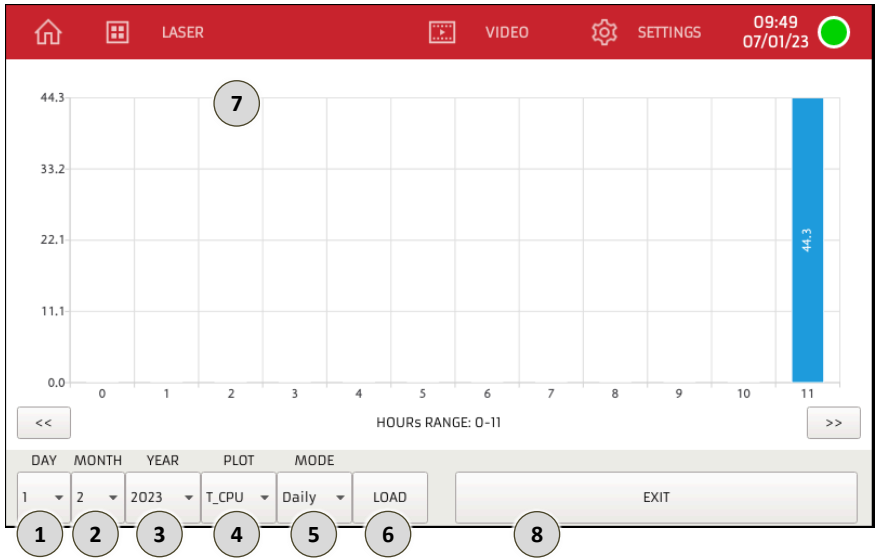 LASER
VIDEO
SETTINGS
09:49
07/01/23
44.3
7
33.2
22.1
44.3
11.1
0.0
0 1 2 3 4 5 6 7 8 9 10 11
<< HOURs RANGE: 0-11 >>
DAY MONTH YEAR PLOT MODE
1 2 2023 T_CPU Daily LOAD EXIT
1 2 3 4 5 6 8